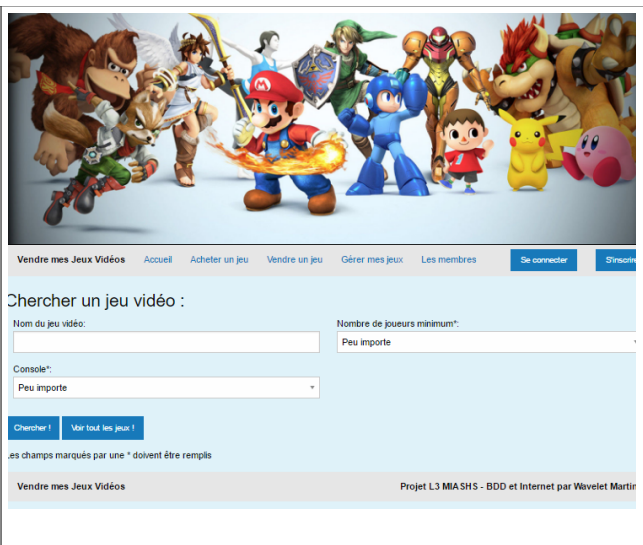 Vendre mes Jeux Vidéos Accueil Acheter un jeu Vendre un jeu Gérer mes jeux Les membres Se connecter S'inscrire
Chercher un jeu vidéo :
Nom du jeu vidéo: Nombre de joueurs minimum*:
Peu importe
Console*:
Peu importe
Chercher ! Voir tout les jeux !
Les champs marqués par une * doivent être remplis
Vendre mes Jeux Vidéos Projet L3 MIASHS - BDD et Internet par Wavelet Martin